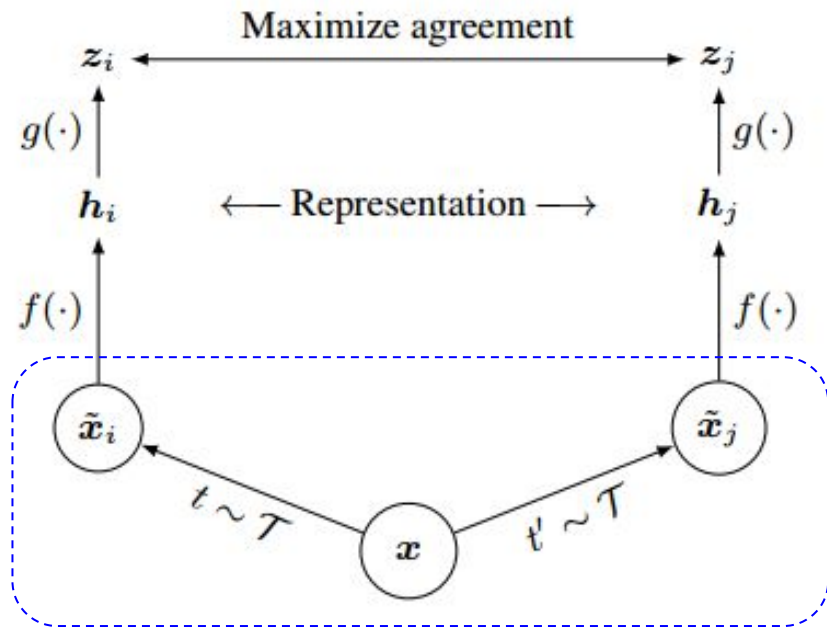 Maximize agreement
z_i z_j
g(·) g(·)
h_i ← Representation → h_j
f(·) f(·)
x̃_i x̃_j
t ∼ 𝒯 t′ ∼ 𝒯
x